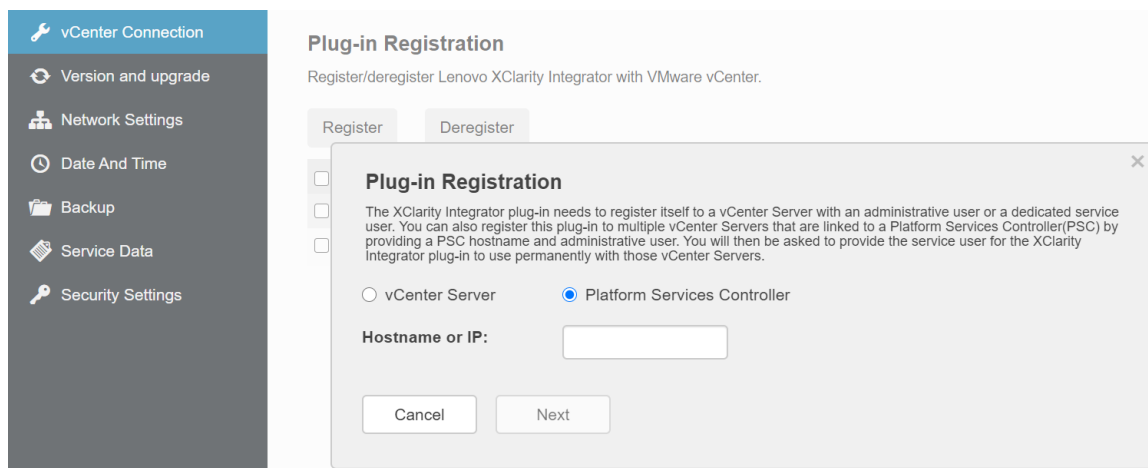 vCenter Connection
Version and upgrade
Network Settings
Date And Time
Backup
Service Data
Security Settings
Plug-in Registration
Register/deregister Lenovo XClarity Integrator with VMware vCenter.
Register Deregister
Plug-in Registration
The XClarity Integrator plug-in needs to register itself to a vCenter Server with an administrative user or a dedicated service
user. You can also register this plug-in to multiple vCenter Servers that are linked to a Platform Services Controller(PSC) by
providing a PSC hostname and administrative user. You will then be asked to provide the service user for the XClarity
Integrator plug-in to use permanently with those vCenter Servers.
vCenter Server Platform Services Controller
Hostname or IP:
Cancel Next